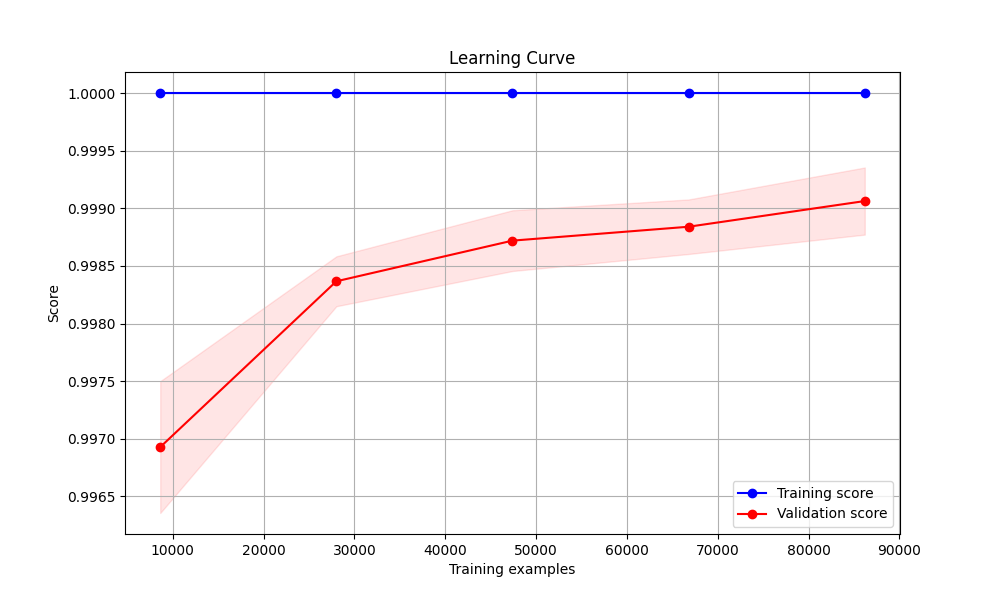 Learning Curve
1.0000
0.9995
0.9990
0.9985
0.9980
0.9975
0.9970
0.9965
Score
Training score
Validation score
10000 20000 30000 40000 50000 60000 70000 80000 90000
Training examples